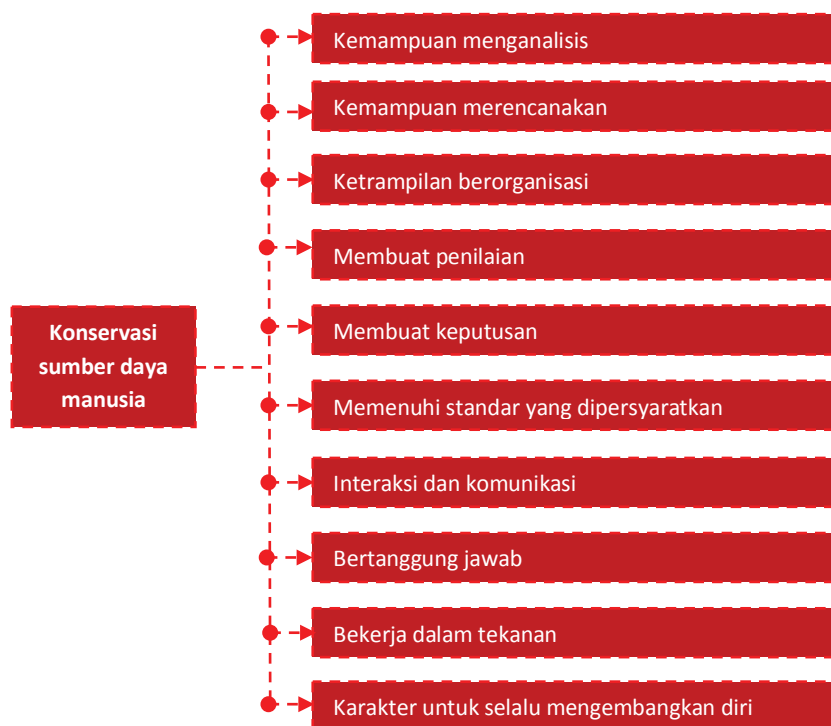 Kemampuan menganalisis
Kemampuan merencanakan
Ketrampilan berorganisasi
Membuat penilaian
Konservasi
sumber daya
manusia
Membuat keputusan
Memenuhi standar yang dipersyaratkan
Interaksi dan komunikasi
Bertanggung jawab
Bekerja dalam tekanan
Karakter untuk selalu mengembangkan diri